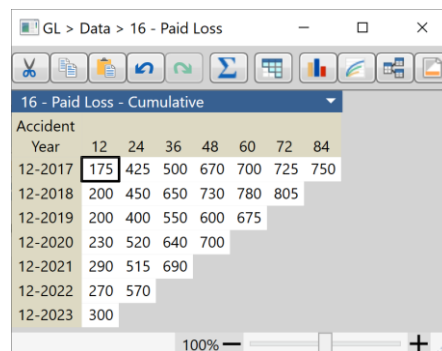 GL > Data > 16 - Paid Loss
16 - Paid Loss - Cumulative
Accident
Year 12 24 36 48 60 72 84
12-2017 175 425 500 670 700 725 750
12-2018 200 450 650 730 780 805
12-2019 200 400 550 600 675
12-2020 230 520 640 700
12-2021 290 515 690
12-2022 270 570
12-2023 300
100%